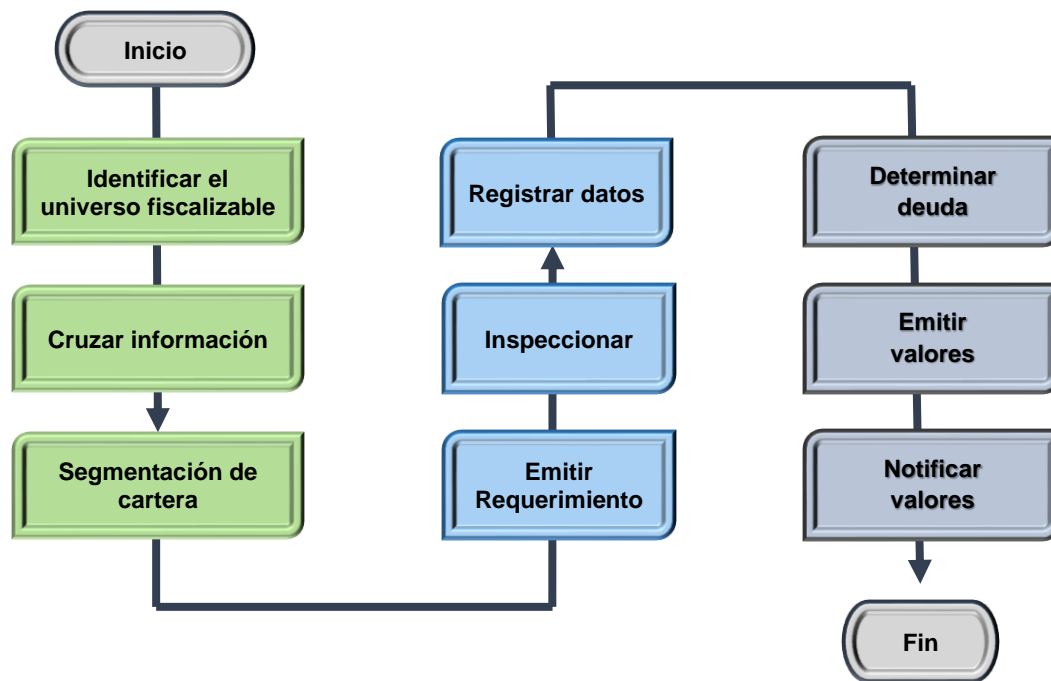 Inicio
Identificar el
universo fiscalizable
Cruzar información
Segmentación de
cartera
Emitir
Requerimiento
Inspeccionar
Registrar datos
Determinar
deuda
Emitir
valores
Notificar
valores
Fin